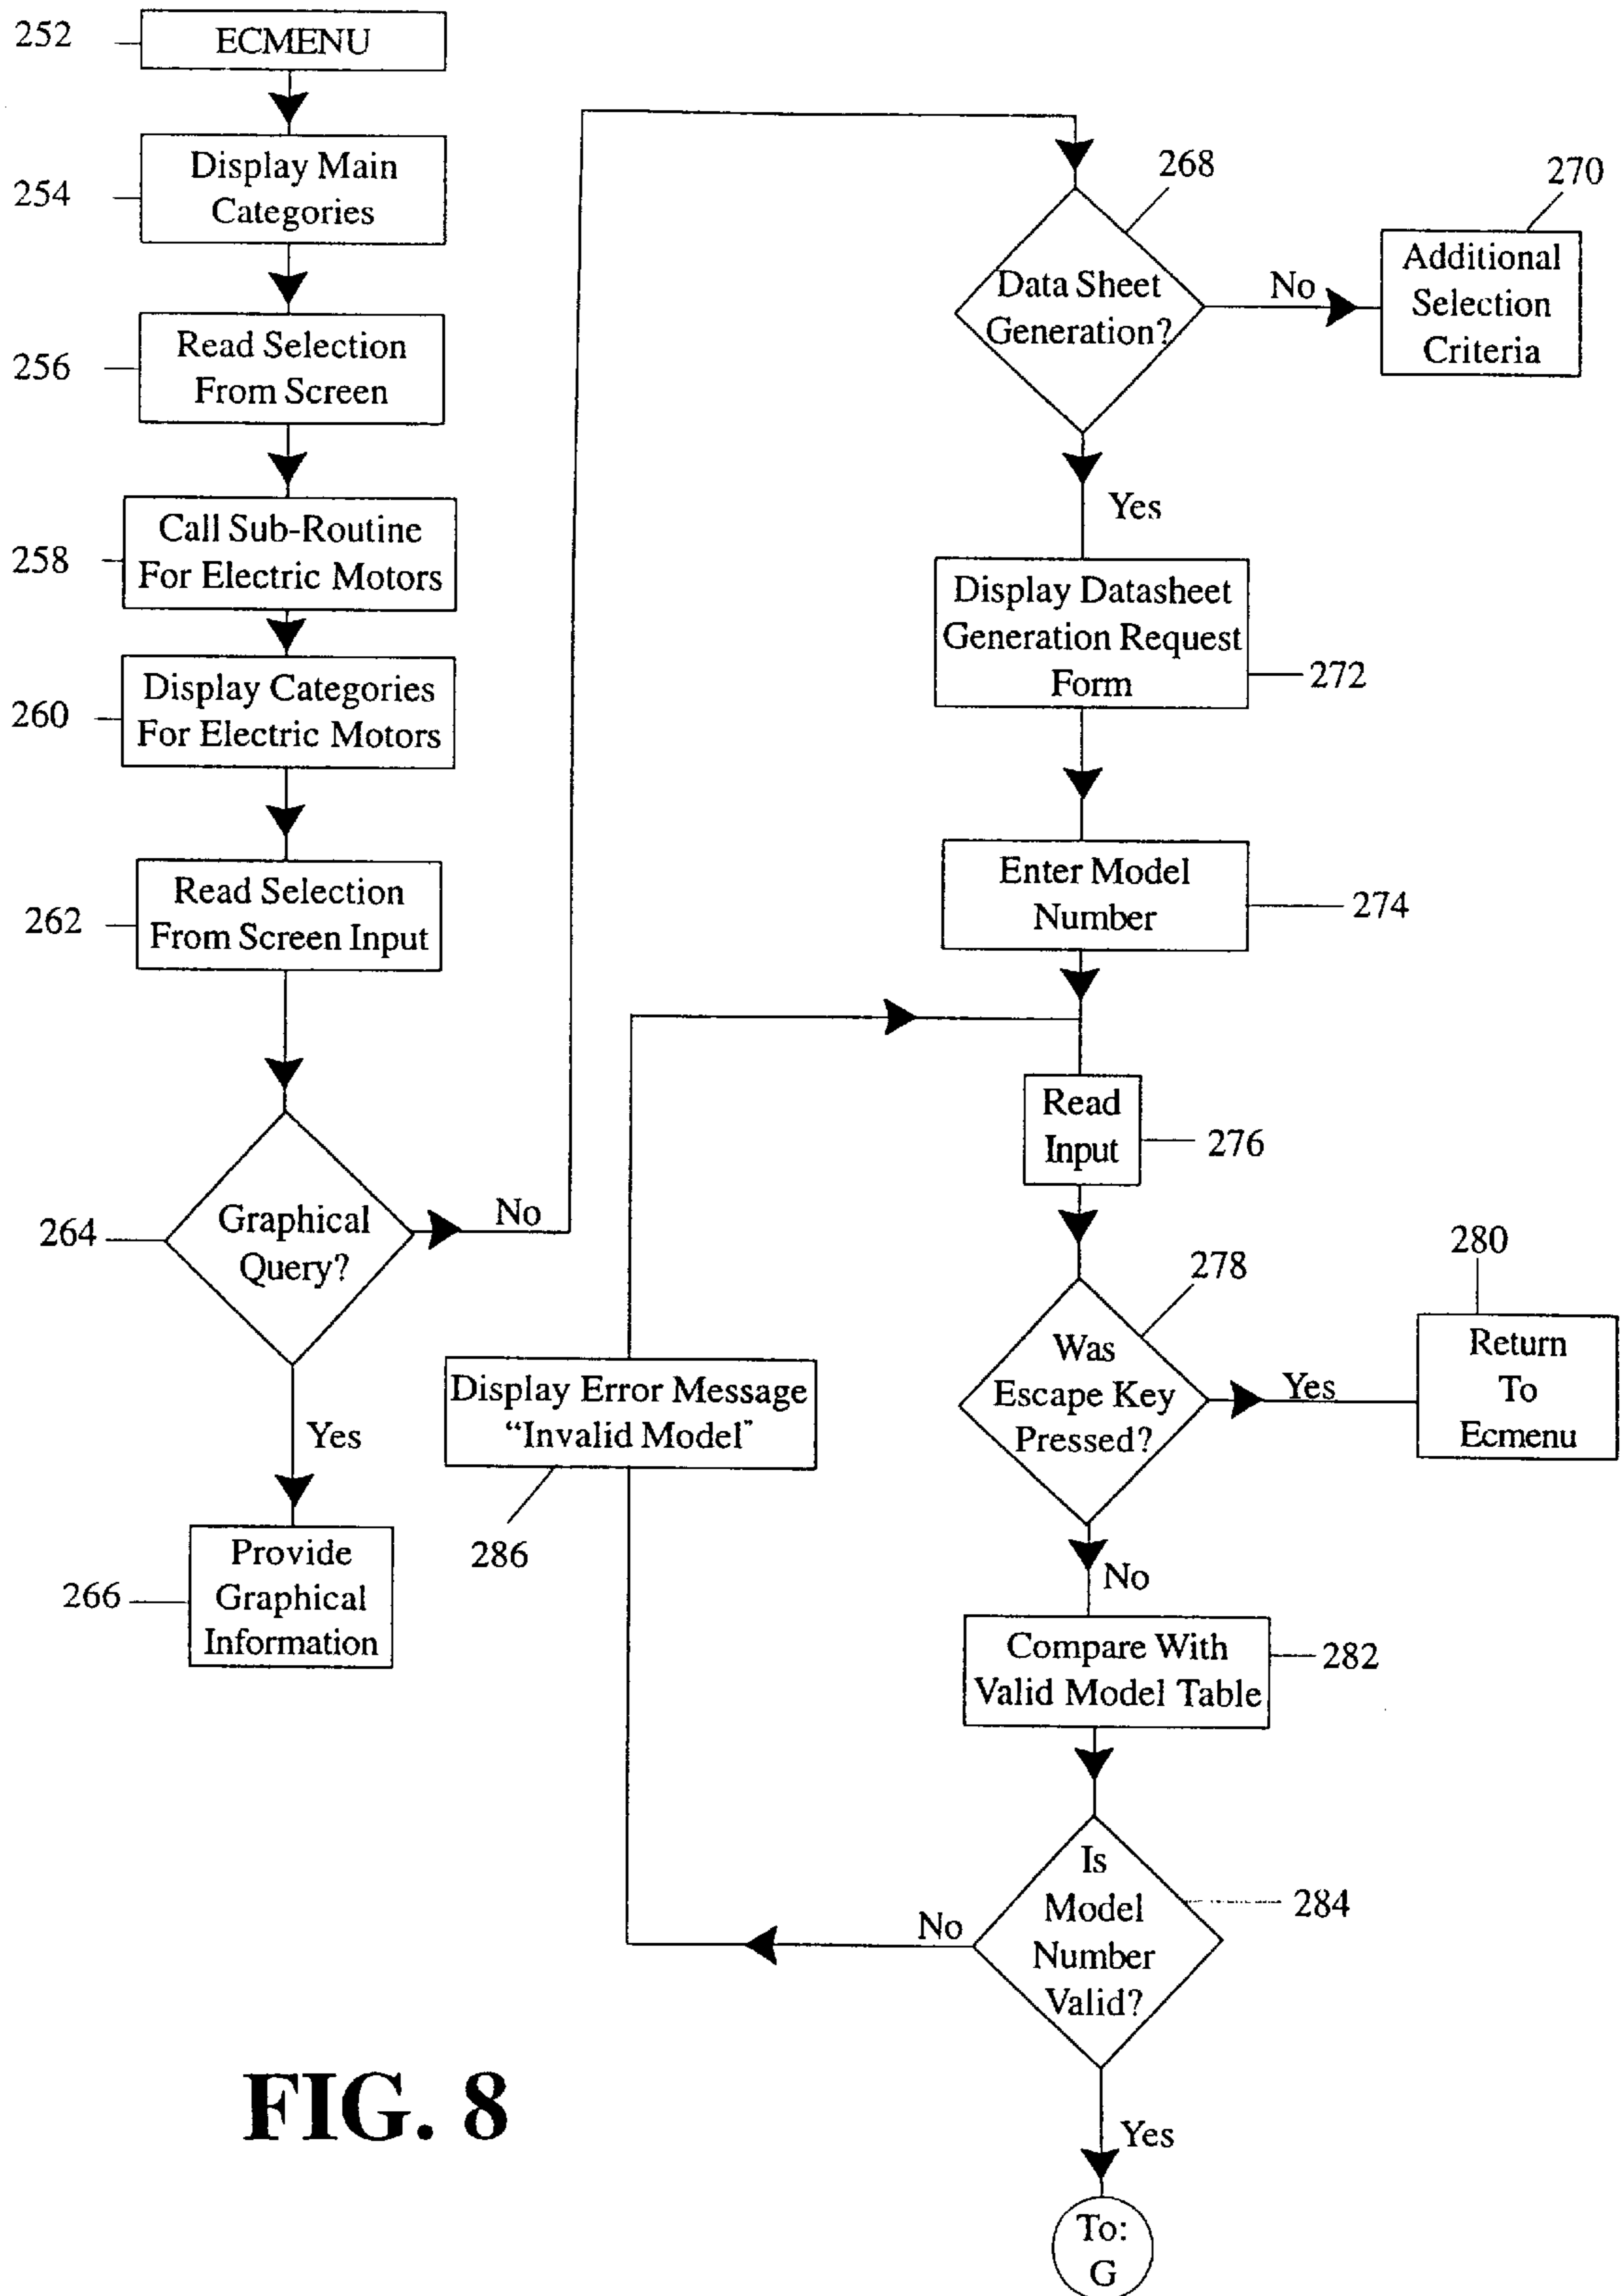 252
ECMENU
254
Display Main
Categories
256
Read Selection
From Screen
258
Call Sub-Routine
For Electric Motors
260
Display Categories
For Electric Motors
262
Read Selection
From Screen Input
264
Graphical
Query?
No
Yes
266
Provide
Graphical
Information
268
Data Sheet
Generation?
No
270
Additional
Selection
Criteria
Yes
Display Datasheet
Generation Request
Form
272
Enter Model
Number
274
Read
Input
276
278
Was
Escape Key
Pressed?
Yes
280
Return
To
Ecmenu
No
Compare With
Valid Model Table
282
Is
Model
Number
Valid?
284
No
Display Error Message
“Invalid Model”
286
Yes
To:
G
FIG. 8